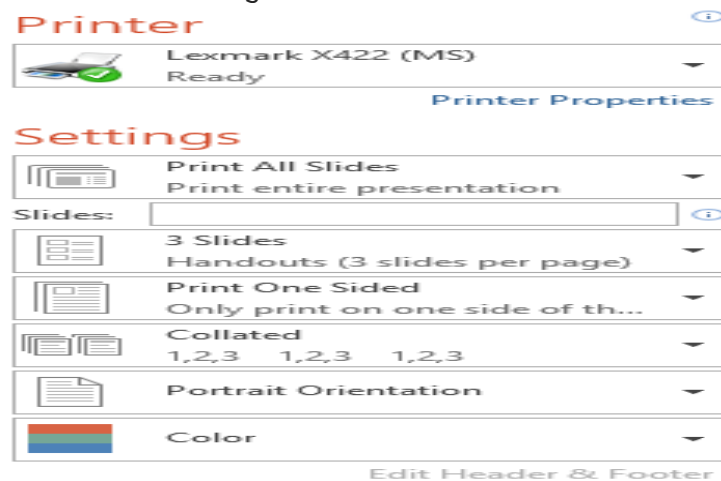 Printer
Lexmark X422 (MS)
Ready
Printer Properties
Settings
Print All Slides
Print entire presentation
Slides:
3 Slides
Handouts (3 slides per page)
Print One Sided
Only print on one side of th...
Collated
1,2,3 1,2,3 1,2,3
Portrait Orientation
Color
Edit Header & Footer